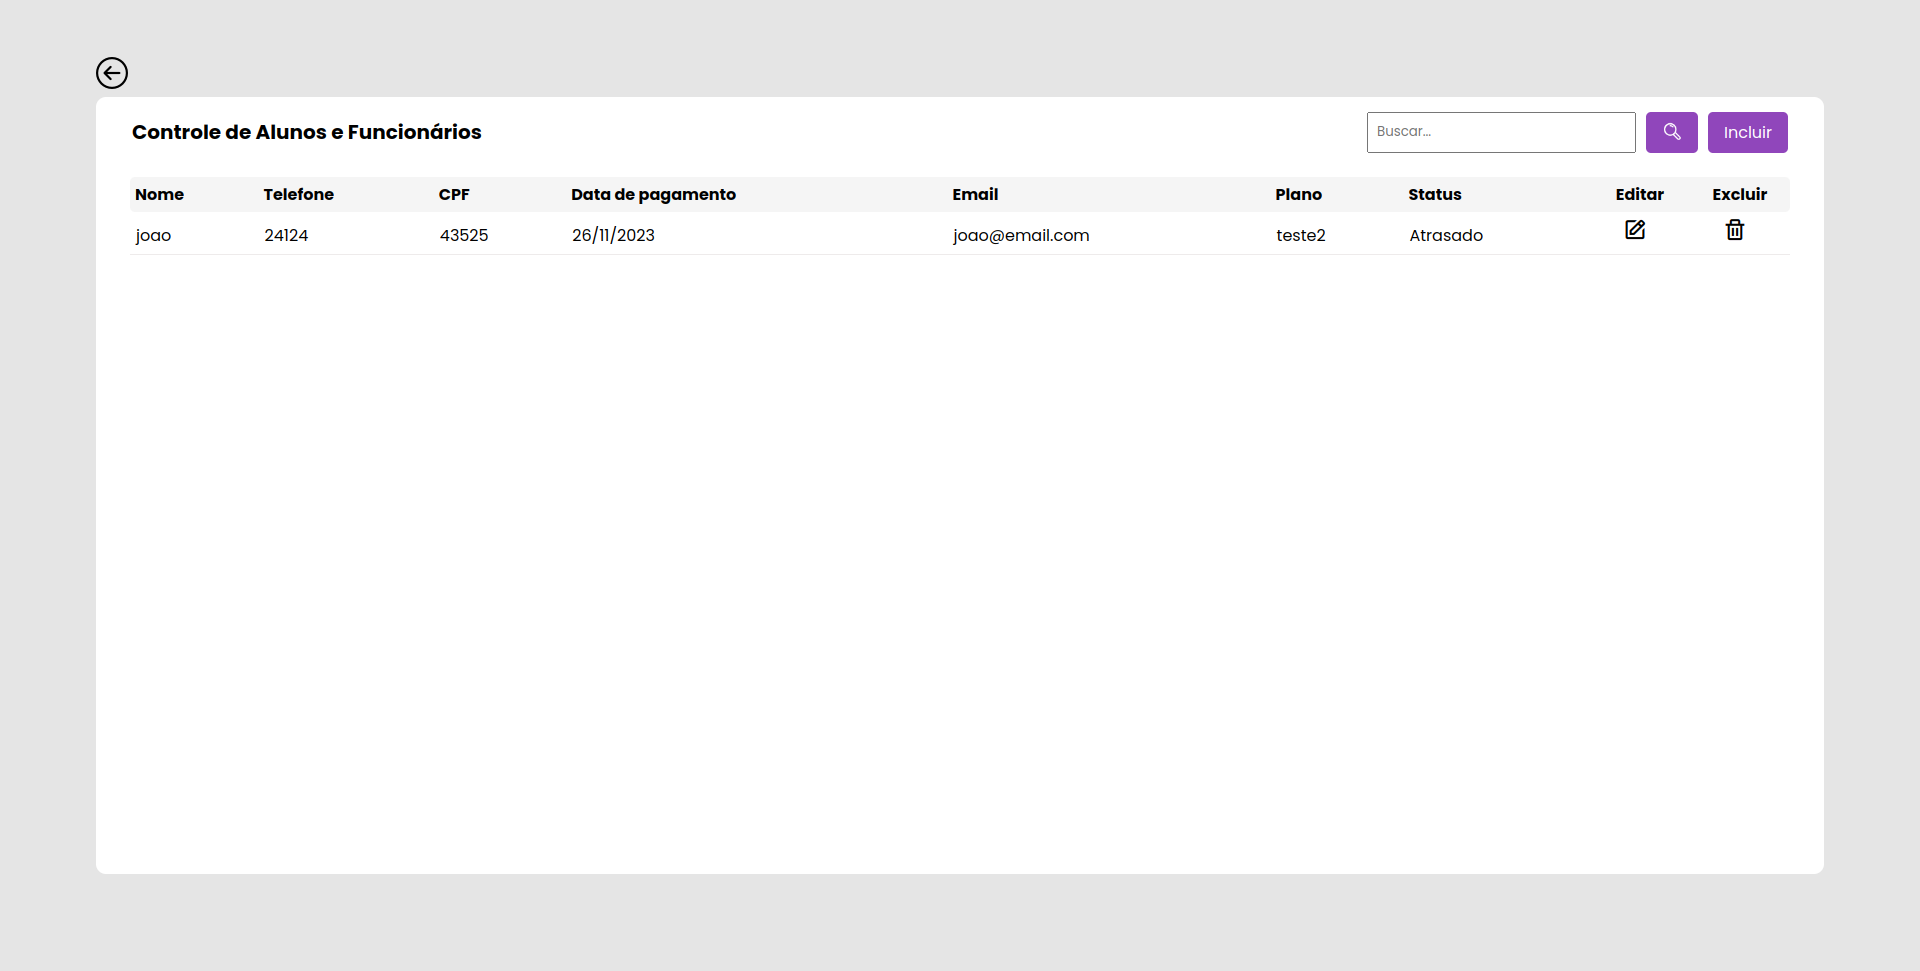 Controle de Alunos e Funcionários
Buscar...
Incluir
Nome Telefone CPF Data de pagamento Email Plano Status Editar Excluir
joao 24124 43525 26/11/2023 joao@email.com teste2 Atrasado